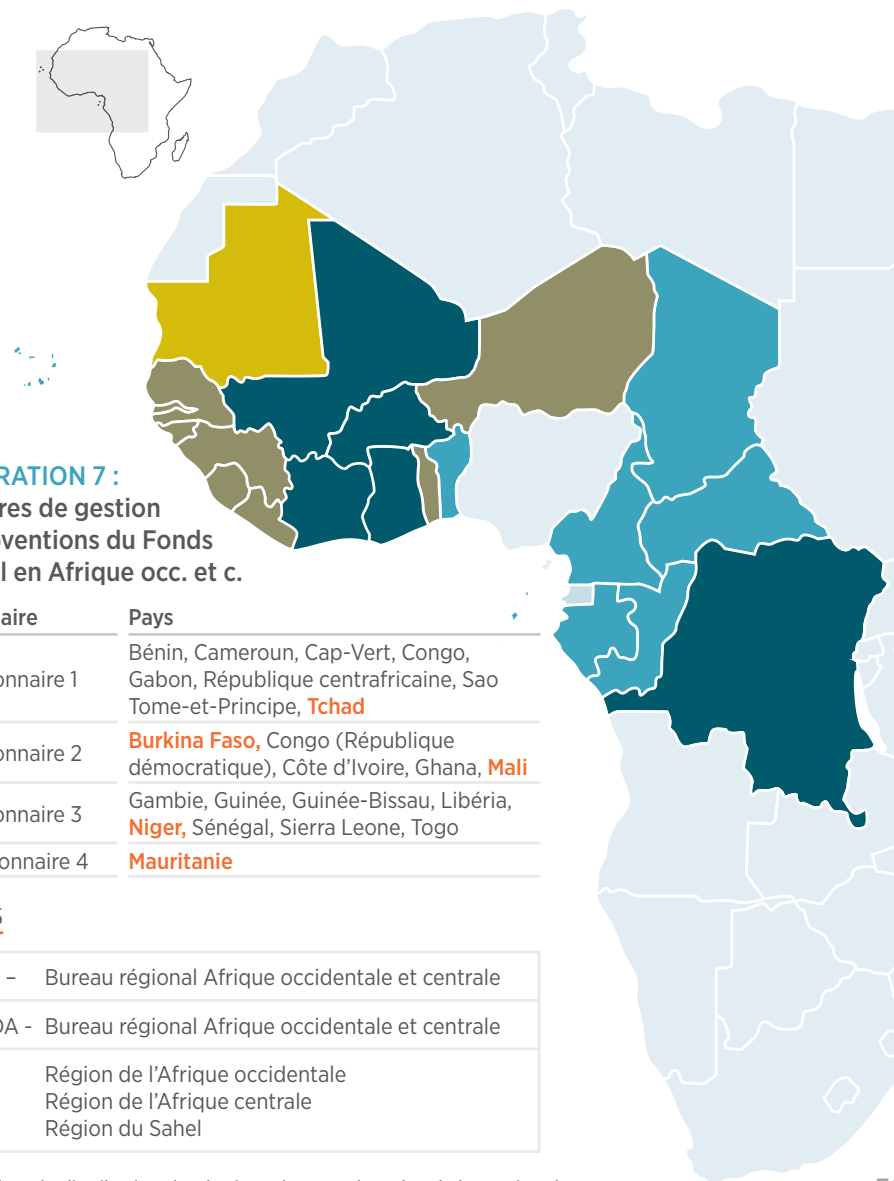 RATION 7 :
res de gestion
ventions du Fonds
l en Afrique occ. et c.
aire Pays
onnaire 1
Bénin, Cameroun, Cap-Vert, Congo,
Gabon, République centrafricaine, Sao
Tome-et-Principe, Tchad
onnaire 2
Burkina Faso, Congo (République
démocratique), Côte d'Ivoire, Ghana, Mali
onnaire 3
Gambie, Guinée, Guinée-Bissau, Libéria,
Niger, Sénégal, Sierra Leone, Togo
onnaire 4 Mauritanie
– Bureau régional Afrique occidentale et centrale
DA - Bureau régional Afrique occidentale et centrale
Région de l'Afrique occidentale
Région de l'Afrique centrale
Région du Sahel